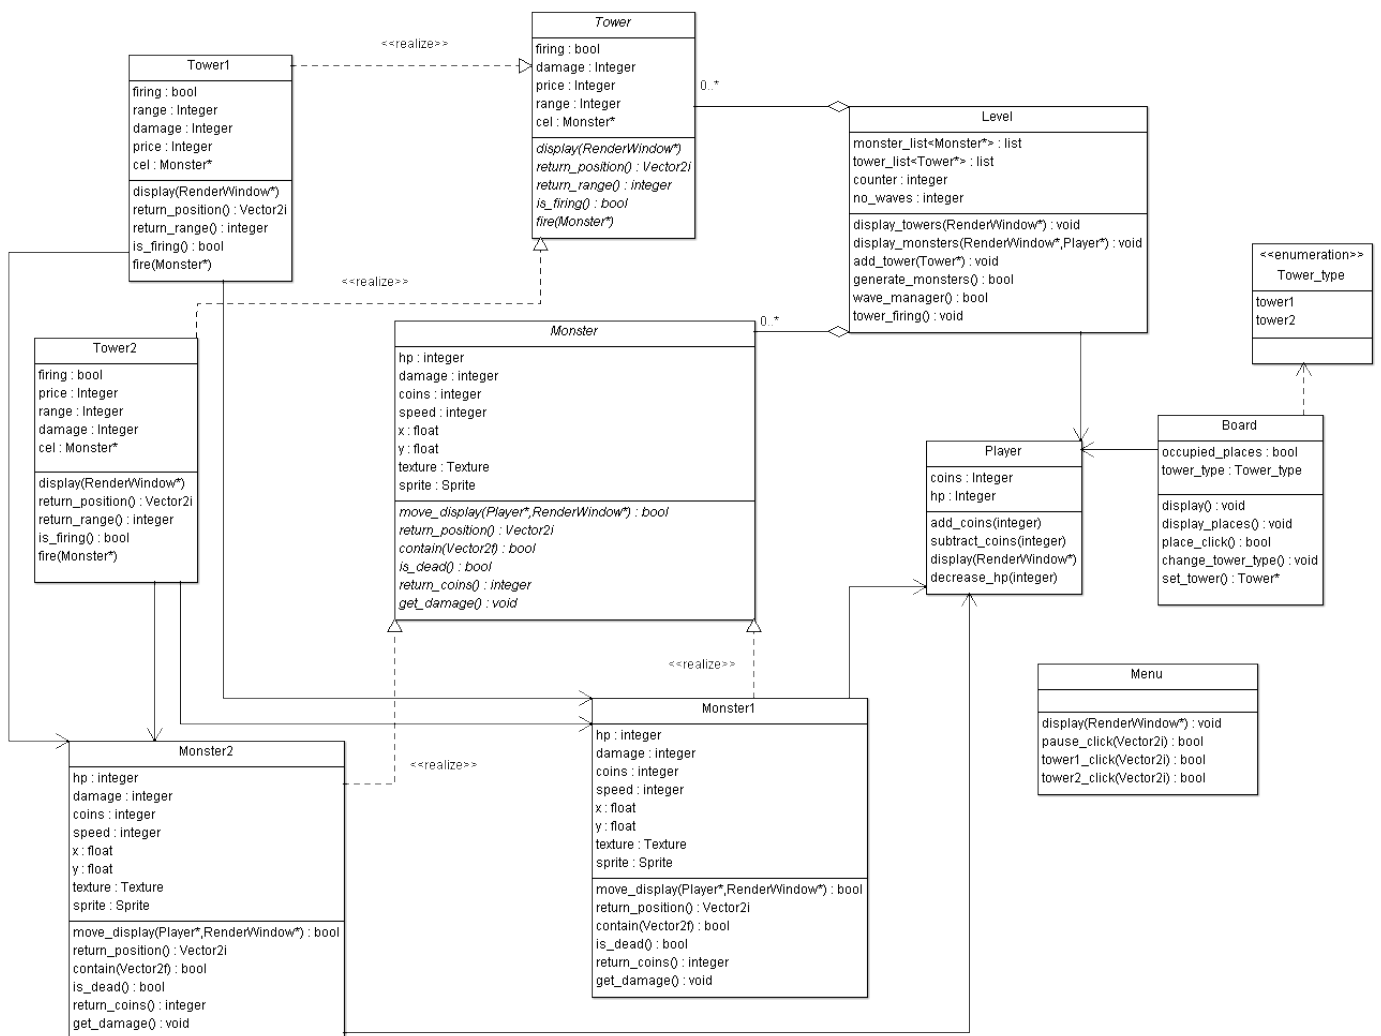 Tower
firing : bool
damage : Integer
price : Integer
range : Integer
cel : Monster*
display(RenderWindow*)
return_position() : Vector2i
return_range() : integer
is_firing() : bool
fire(Monster*)
<<realize>>
Tower1
firing : bool
range : Integer
damage : Integer
price : Integer
cel : Monster*
display(RenderWindow*)
return_position() : Vector2i
return_range() : integer
is_firing() : bool
fire(Monster*)
0..*
Level
monster_list<Monster*> : list
tower_list<Tower*> : list
counter : integer
no_waves : integer
display_towers(RenderWindow*) : void
display_monsters(RenderWindow*,Player*) : void
add_tower(Tower*) : void
generate_monsters() : bool
wave_manager() : bool
tower_firing() : void
<<enumeration>>
Tower_type
tower1
tower2
<<realize>>
Tower2
firing : bool
price : Integer
range : Integer
damage : Integer
cel : Monster*
display(RenderWindow*)
return_position() : Vector2i
return_range() : integer
is_firing() : bool
fire(Monster*)
0..*
Monster
hp : integer
damage : integer
coins : integer
speed : integer
x : float
y : float
texture : Texture
sprite : Sprite
move_display(Player*,RenderWindow*) : bool
return_position() : Vector2i
contain(Vector2f) : bool
is_dead() : bool
return_coins() : integer
get_damage() : void
Player
coins : Integer
hp : Integer
add_coins(integer)
subtract_coins(integer)
display(RenderWindow*)
decrease_hp(integer)
Board
occupied_places : bool
tower_type : Tower_type
display() : void
display_places() : void
place_click() : bool
change_tower_type() : void
set_tower() : Tower*
<<realize>>
Menu
display(RenderWindow*) : void
pause_click(Vector2i) : bool
tower1_click(Vector2i) : bool
tower2_click(Vector2i) : bool
Monster1
hp : integer
damage : integer
coins : integer
speed : integer
x : float
y : float
texture : Texture
sprite : Sprite
move_display(Player*,RenderWindow*) : bool
return_position() : Vector2i
contain(Vector2f) : bool
is_dead() : bool
return_coins() : integer
get_damage() : void
<<realize>>
Monster2
hp : integer
damage : integer
coins : integer
speed : integer
x : float
y : float
texture : Texture
sprite : Sprite
move_display(Player*,RenderWindow*) : bool
return_position() : Vector2i
contain(Vector2f) : bool
is_dead() : bool
return_coins() : integer
get_damage() : void